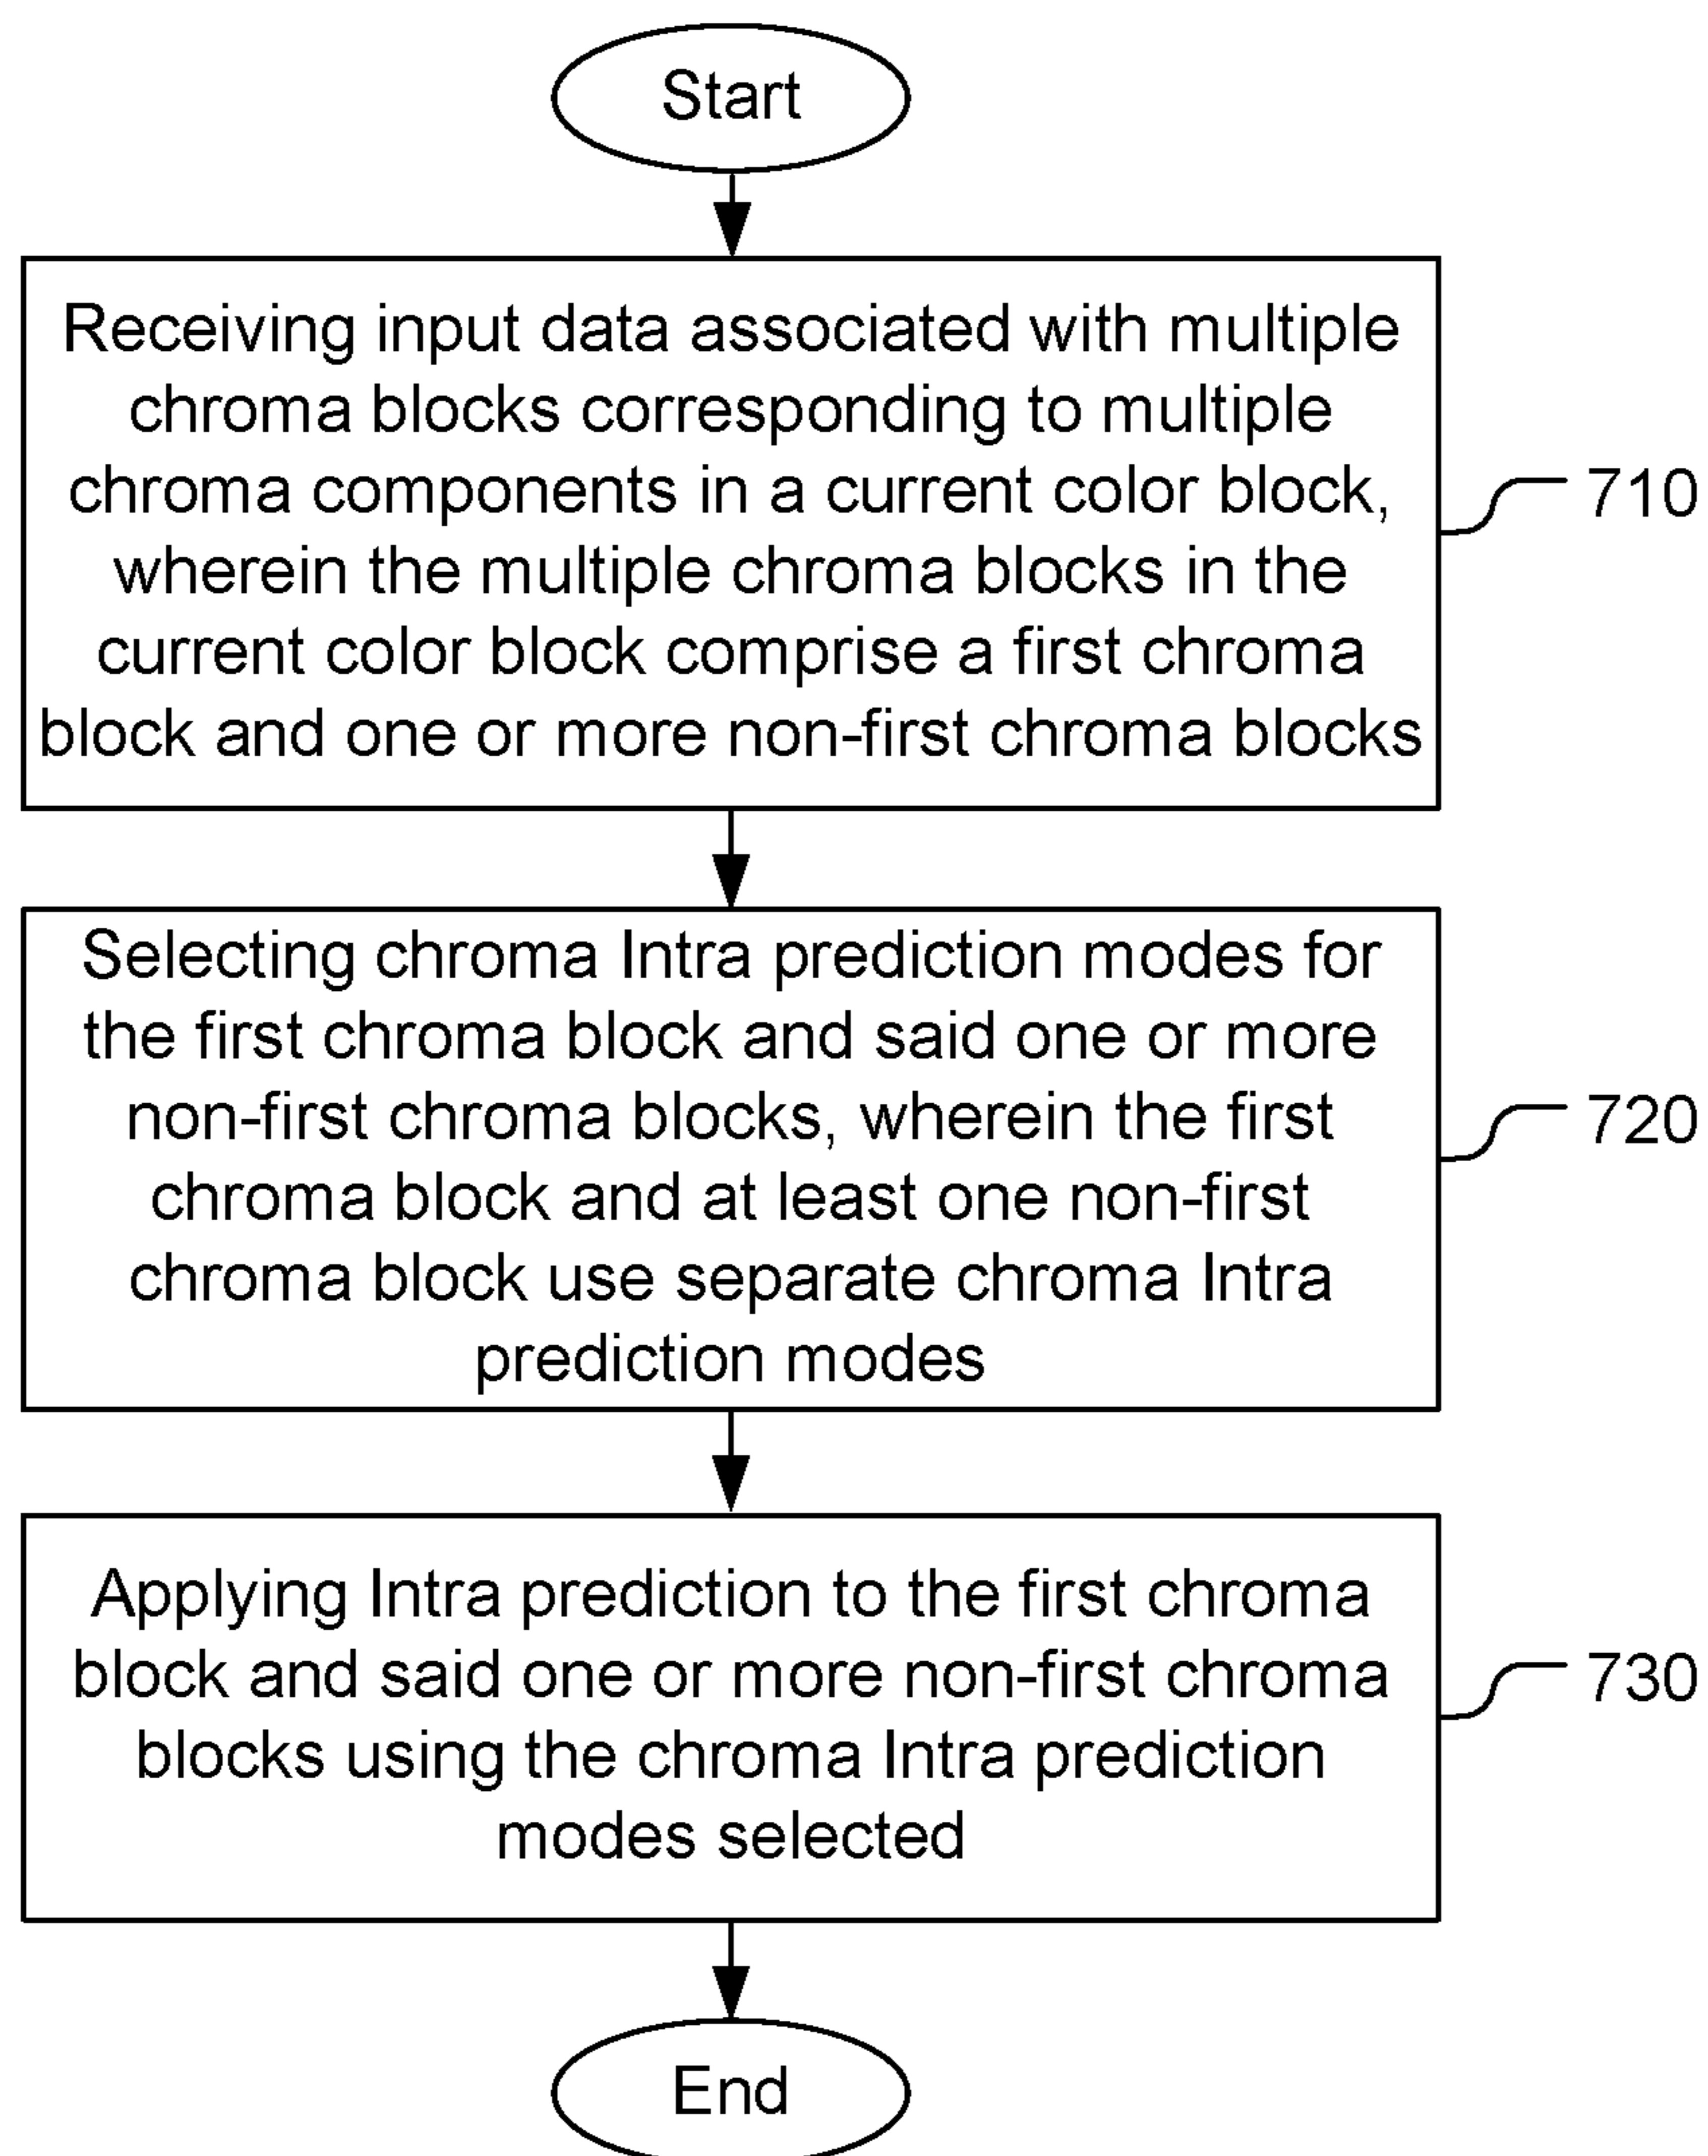 Start
Receiving input data associated with multiple
chroma blocks corresponding to multiple
chroma components in a current color block,
wherein the multiple chroma blocks in the
current color block comprise a first chroma
block and one or more non-first chroma blocks
710
Selecting chroma Intra prediction modes for
the first chroma block and said one or more
non-first chroma blocks, wherein the first
chroma block and at least one non-first
chroma block use separate chroma Intra
prediction modes
720
Applying Intra prediction to the first chroma
block and said one or more non-first chroma
blocks using the chroma Intra prediction
modes selected
730
End